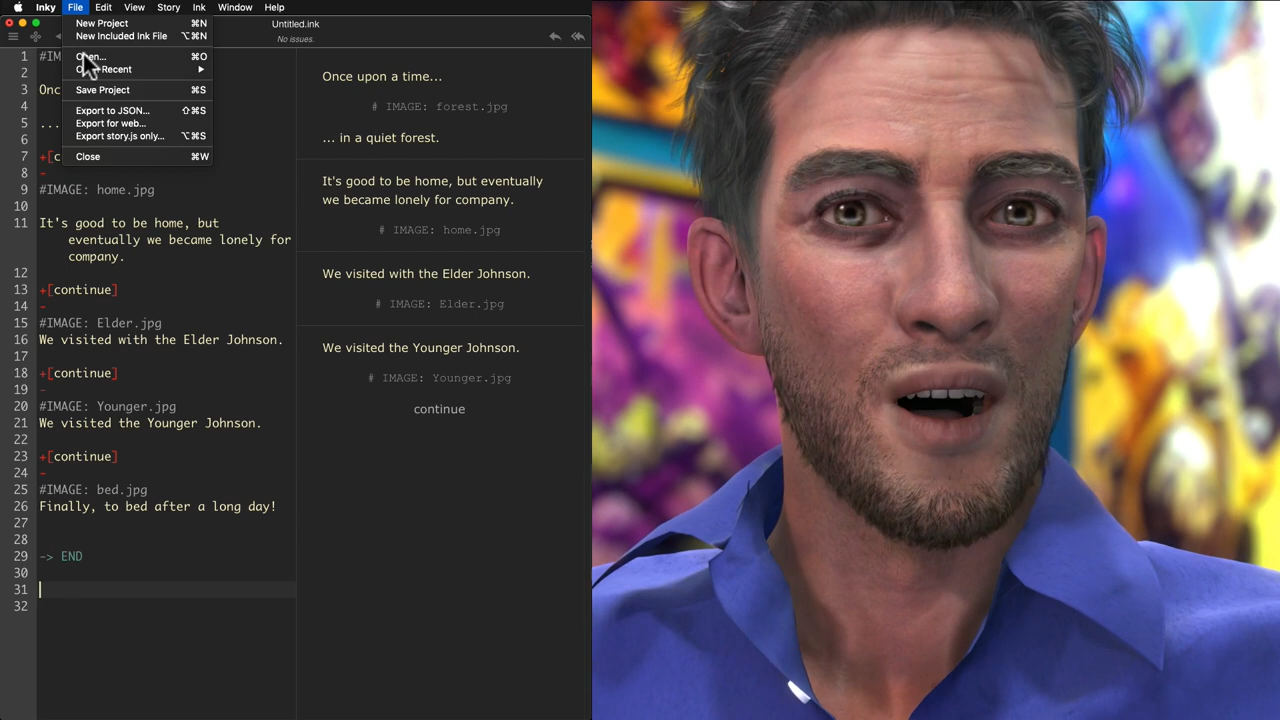 Inky File Edit View Story Ink Window Help
Untitled.ink
No issues.
New Project ⌘N
New Included Ink File ⌥⌘N
Open... ⌘O
Recent
Save Project ⌘S
Export to JSON... ⇧⌘S
Export for web...
Export story.js only... ⌥⌘S
Close ⌘W
1 #IM
2
3 Onc
4
5 ...
6
7 +[c
8 -
9 #IMAGE: home.jpg
10
11 It's good to be home, but
eventually we became lonely for
company.
12
13 +[continue]
14 -
15 #IMAGE: Elder.jpg
16 We visited with the Elder Johnson.
17
18 +[continue]
19 -
20 #IMAGE: Younger.jpg
21 We visited the Younger Johnson.
22
23 +[continue]
24 -
25 #IMAGE: bed.jpg
26 Finally, to bed after a long day!
27
28
29 -> END
30
31
32
Once upon a time...
# IMAGE: forest.jpg
... in a quiet forest.
It's good to be home, but eventually
we became lonely for company.
# IMAGE: home.jpg
We visited with the Elder Johnson.
# IMAGE: Elder.jpg
We visited the Younger Johnson.
# IMAGE: Younger.jpg
continue